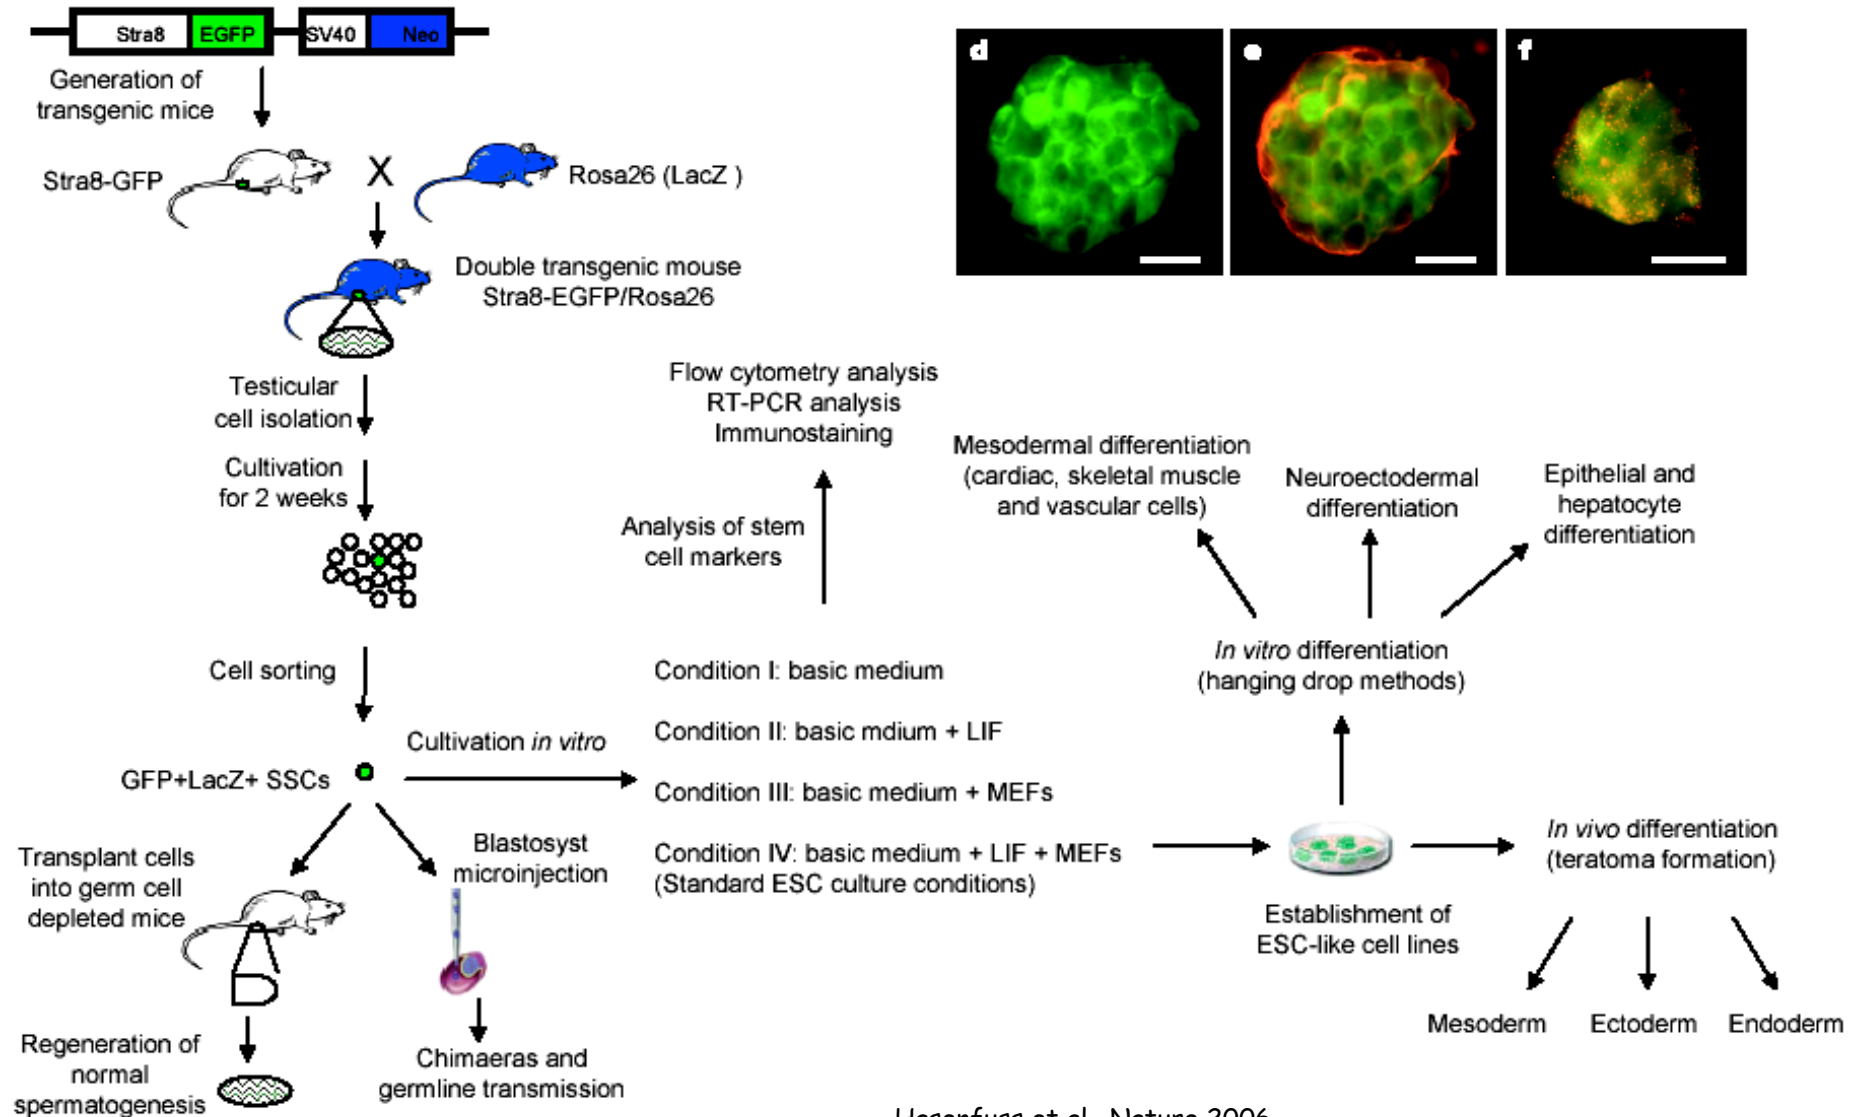 Stra8 EGFP SV40 Neo
Generation of
transgenic mice
Stra8-GFP
X
Rosa26 (LacZ )
Double transgenic mouse
Stra8-EGFP/Rosa26
Testicular
cell isolation
Cultivation
for 2 weeks
Cell sorting
GFP+LacZ+ SSCs
Cultivation in vitro
Transplant cells
into germ cell
depleted mice
Regeneration of
normal
spermatogenesis
Blastosyst
microinjection
Chimaeras and
germline transmission
d
e
f
Flow cytometry analysis
RT-PCR analysis
Immunostaining
Analysis of stem
cell markers
Condition I: basic medium
Condition II: basic mdium + LIF
Condition III: basic medium + MEFs
Condition IV: basic medium + LIF + MEFs
(Standard ESC culture conditions)
Mesodermal differentiation
(cardiac, skeletal muscle
and vascular cells)
Neuroectodermal
differentiation
Epithelial and
hepatocyte
differentiation
In vitro differentiation
(hanging drop methods)
Establishment of
ESC-like cell lines
In vivo differentiation
(teratoma formation)
Mesoderm Ectoderm Endoderm
et al Nature 2006